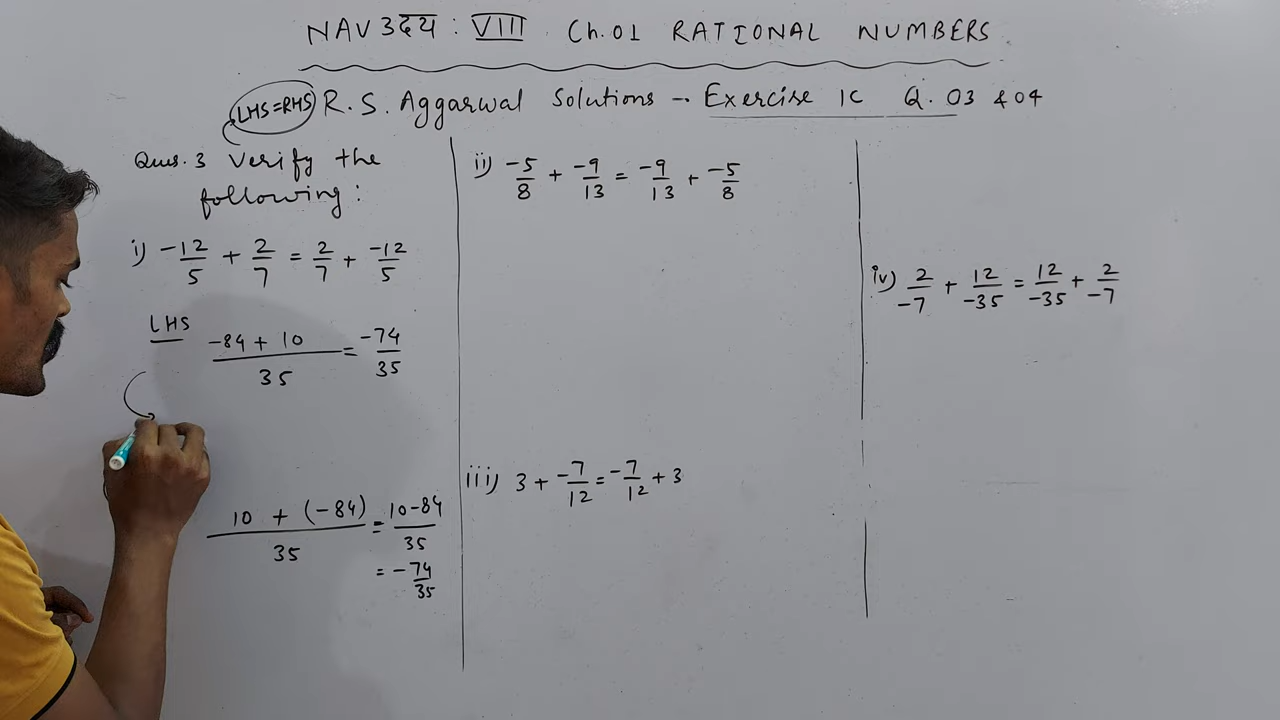 NAV उदय : VIII Ch.01 RATIONAL NUMBERS
LHS=RHS R.S. Aggarwal Solutions - Exercise 1C Q. 03 & 04
Ques. 3 Verify the
following :
i) -12/5 + 2/7 = 2/7 + -12/5
LHS
-84 + 10/35 = -74/35
10 + (-84)/35 = 10-84/35
= -74/35
ii) -5/8 + -9/13 = -9/13 + -5/8
iii) 3 + -7/12 = -7/12 + 3
iv) 2/-7 + 12/-35 = 12/-35 + 2/-7